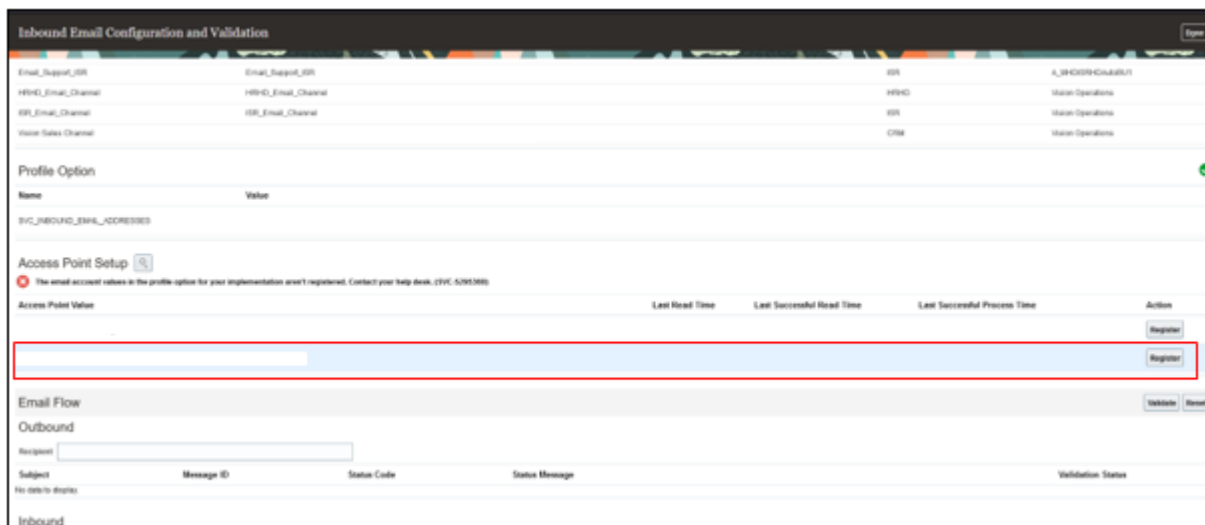 Inbound Email Configuration and Validation
Done
Email_Support_ISR Email_Support_ISR ISR
HRHD_Email_Channel HRHD_Email_Channel HRHD Vision Operations
ISR_Email_Channel ISR_Email_Channel ISR Vision Operations
Vision Sales Channel CRM Vision Operations
Profile Option
Name Value
SVC_INBOUND_EMAIL_ADDRESSES
Access Point Setup
The email account values in the profile option for your implementation aren't registered. Contact your help desk. (SVC-5295360)
Access Point Value Last Read Time Last Successful Read Time Last Successful Process Time Action
Register
Register
Email Flow Validate Reset
Outbound
Recipient
Subject Message ID Status Code Status Message Validation Status
No data to display.
Inbound